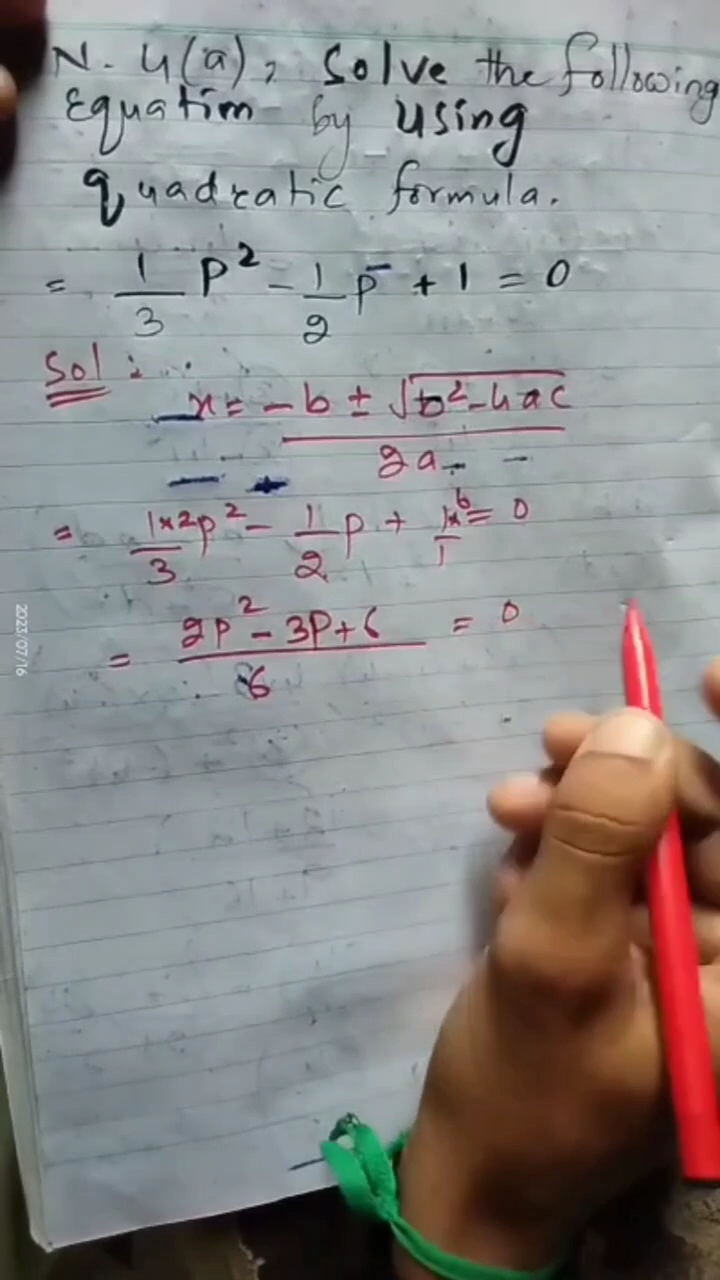 N. 4(a), Solve the following
Equation by using
quadratic formula.
= 1/3 P² - 1/2 p + 1 = 0
Sol :
x = -b ± √b²-4ac / 2a
= 1×2/3 p² - 1/2 p + 1×6/1 = 0
= 2p² - 3p+6 / 6 = 0
2023/07/16